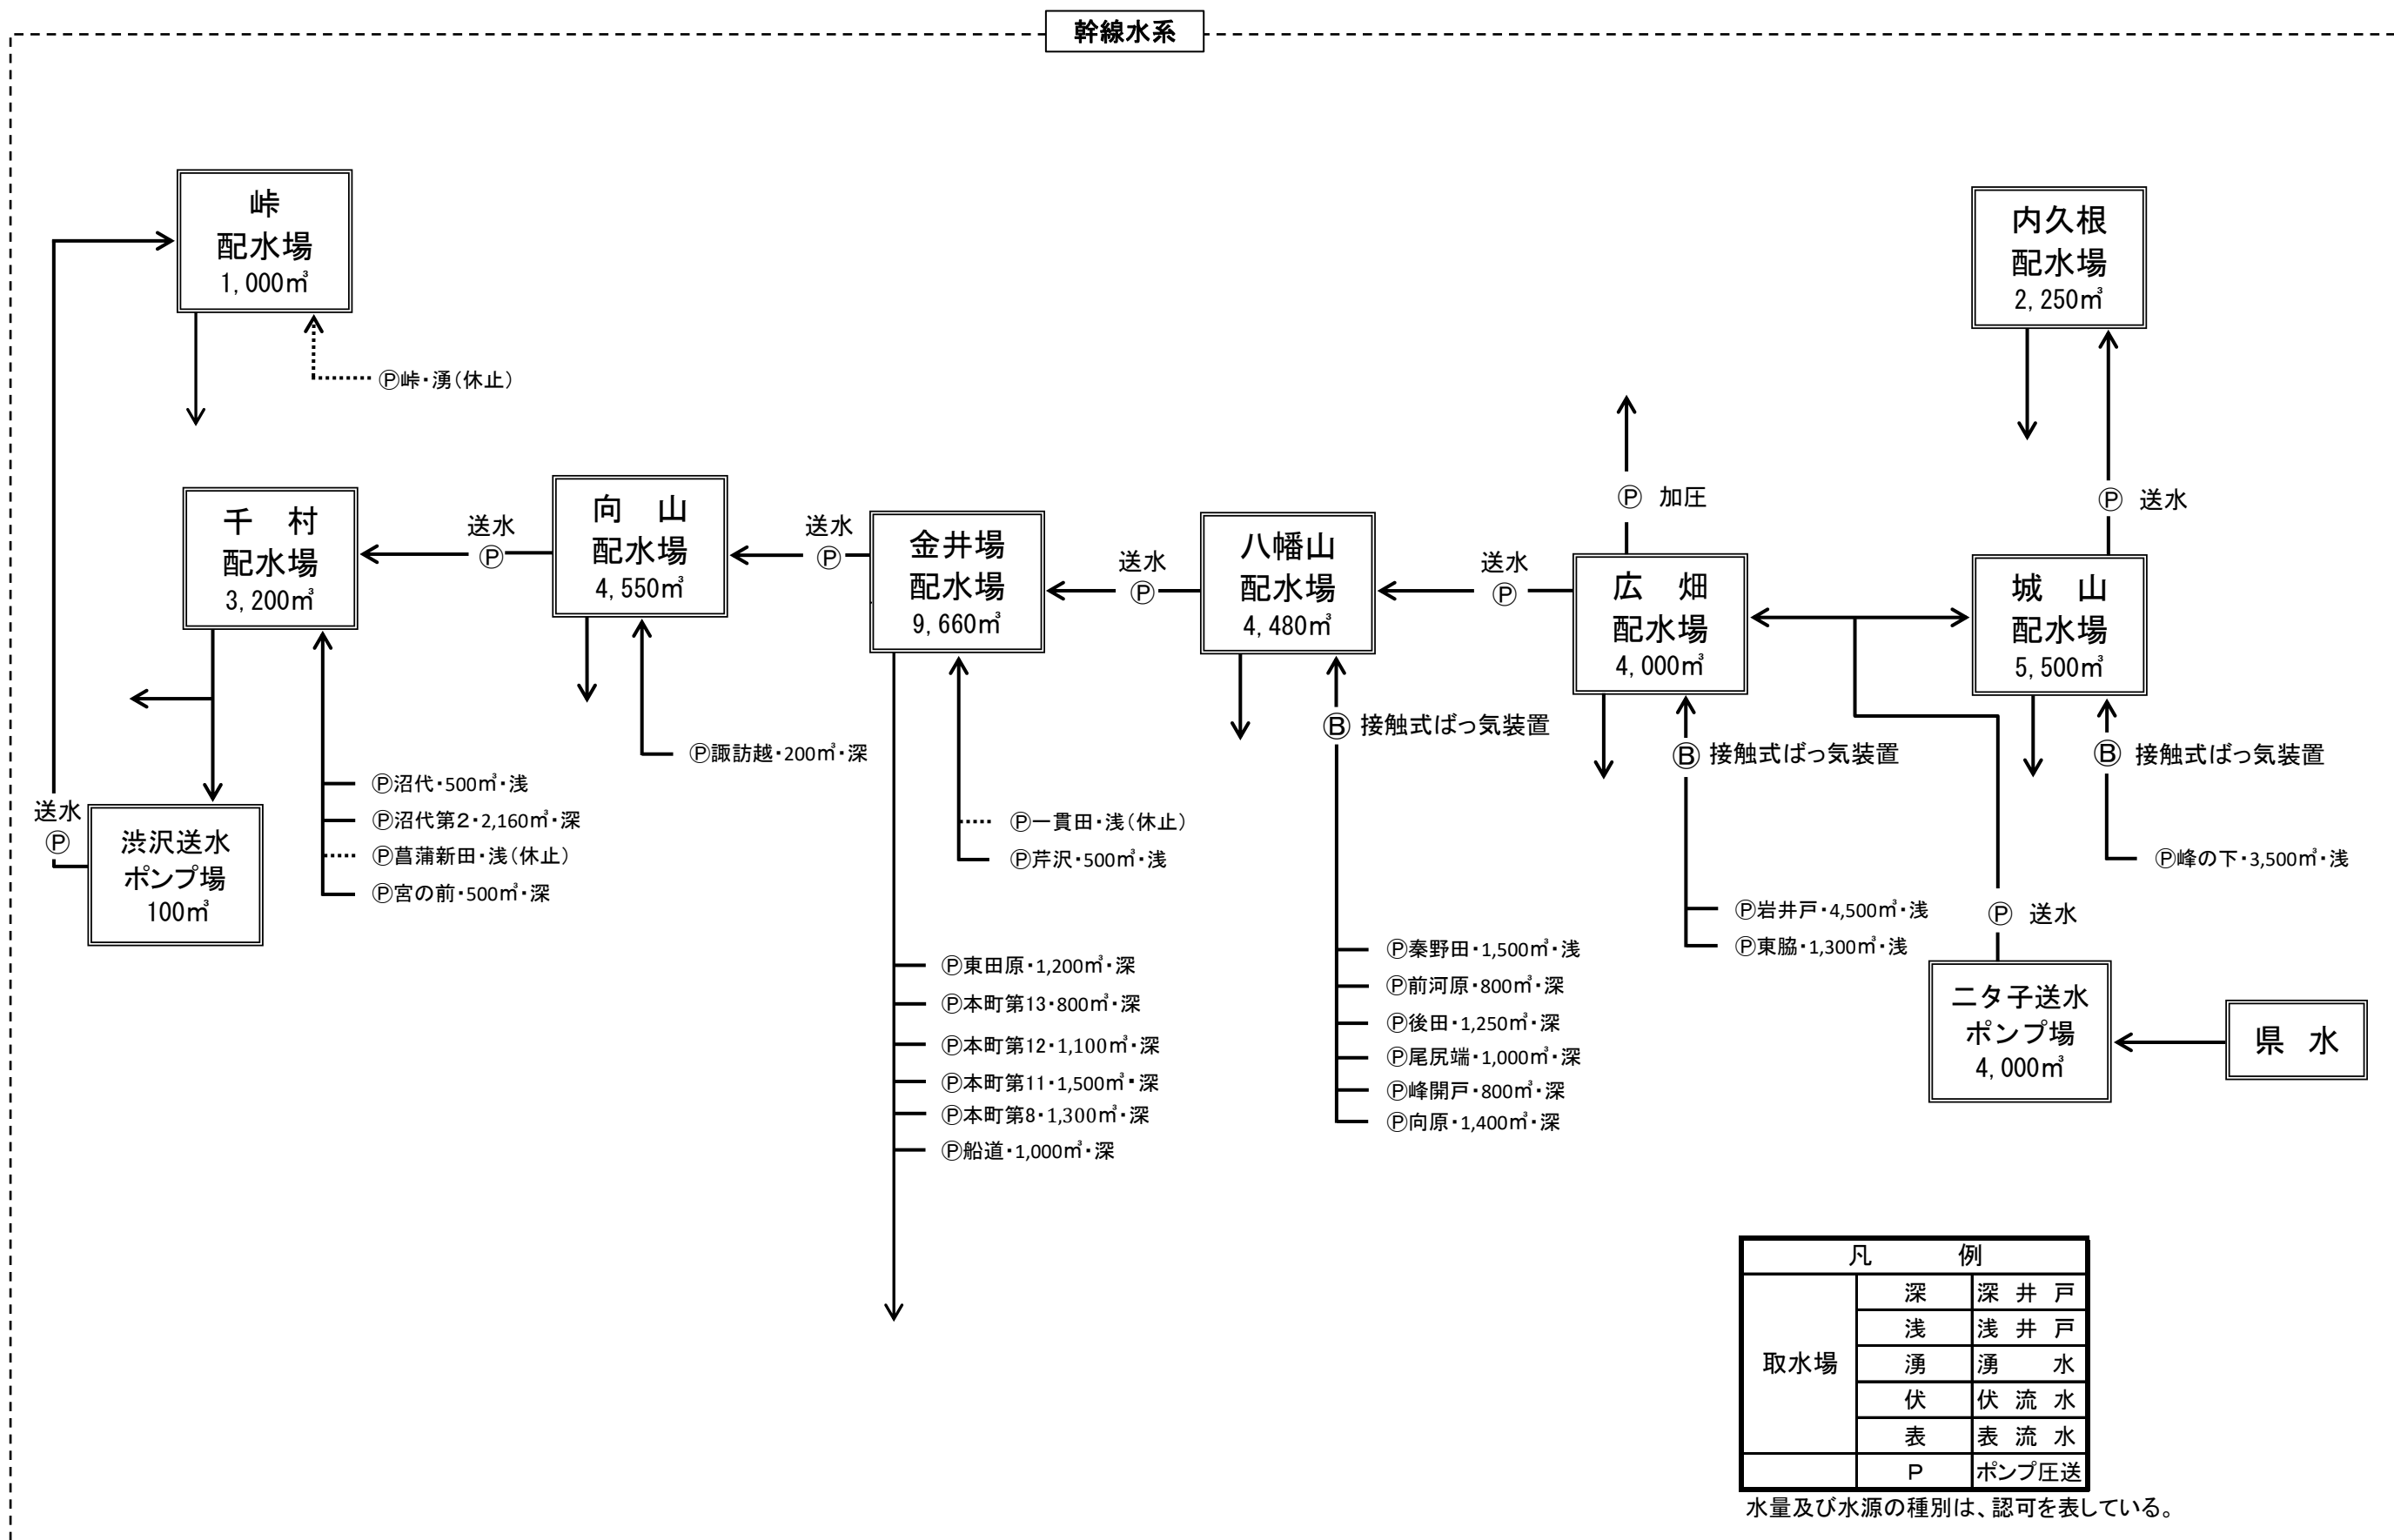 幹線水系
峠
配水場
1,000㎥
Ⓟ峠・湧(休止)
内久根
配水場
2,250㎥
Ⓟ 送水
Ⓟ 加圧
千 村
配水場
3,200㎥
送水
Ⓟ
向 山
配水場
4,550㎥
送水
Ⓟ
金井場
配水場
9,660㎥
送水
Ⓟ
八幡山
配水場
4,480㎥
送水
Ⓟ
広 畑
配水場
4,000㎥
城 山
配水場
5,500㎥
送水
Ⓟ
渋沢送水
ポンプ場
100㎥
Ⓟ沼代・500㎥・浅
Ⓟ沼代第2・2,160㎥・深
Ⓟ菖蒲新田・浅(休止)
Ⓟ宮の前・500㎥・深
Ⓟ諏訪越・200㎥・深
Ⓟ一貫田・浅(休止)
Ⓟ芹沢・500㎥・浅
Ⓟ東田原・1,200㎥・深
Ⓟ本町第13・800㎥・深
Ⓟ本町第12・1,100㎥・深
Ⓟ本町第11・1,500㎥・深
Ⓟ本町第8・1,300㎥・深
Ⓟ船道・1,000㎥・深
Ⓑ 接触式ばっ気装置
Ⓟ秦野田・1,500㎥・浅
Ⓟ前河原・800㎥・深
Ⓟ後田・1,250㎥・深
Ⓟ尾尻端・1,000㎥・深
Ⓟ峰開戸・800㎥・深
Ⓟ向原・1,400㎥・深
Ⓑ 接触式ばっ気装置
Ⓟ岩井戸・4,500㎥・浅
Ⓟ東脇・1,300㎥・浅
Ⓑ 接触式ばっ気装置
Ⓟ峰の下・3,500㎥・浅
Ⓟ 送水
二タ子送水
ポンプ場
4,000㎥
県 水
凡 例
取水場
深 深井戸
浅 浅井戸
湧 湧水
伏 伏流水
表 表流水
P ポンプ圧送
水量及び水源の種別は、認可を表している。